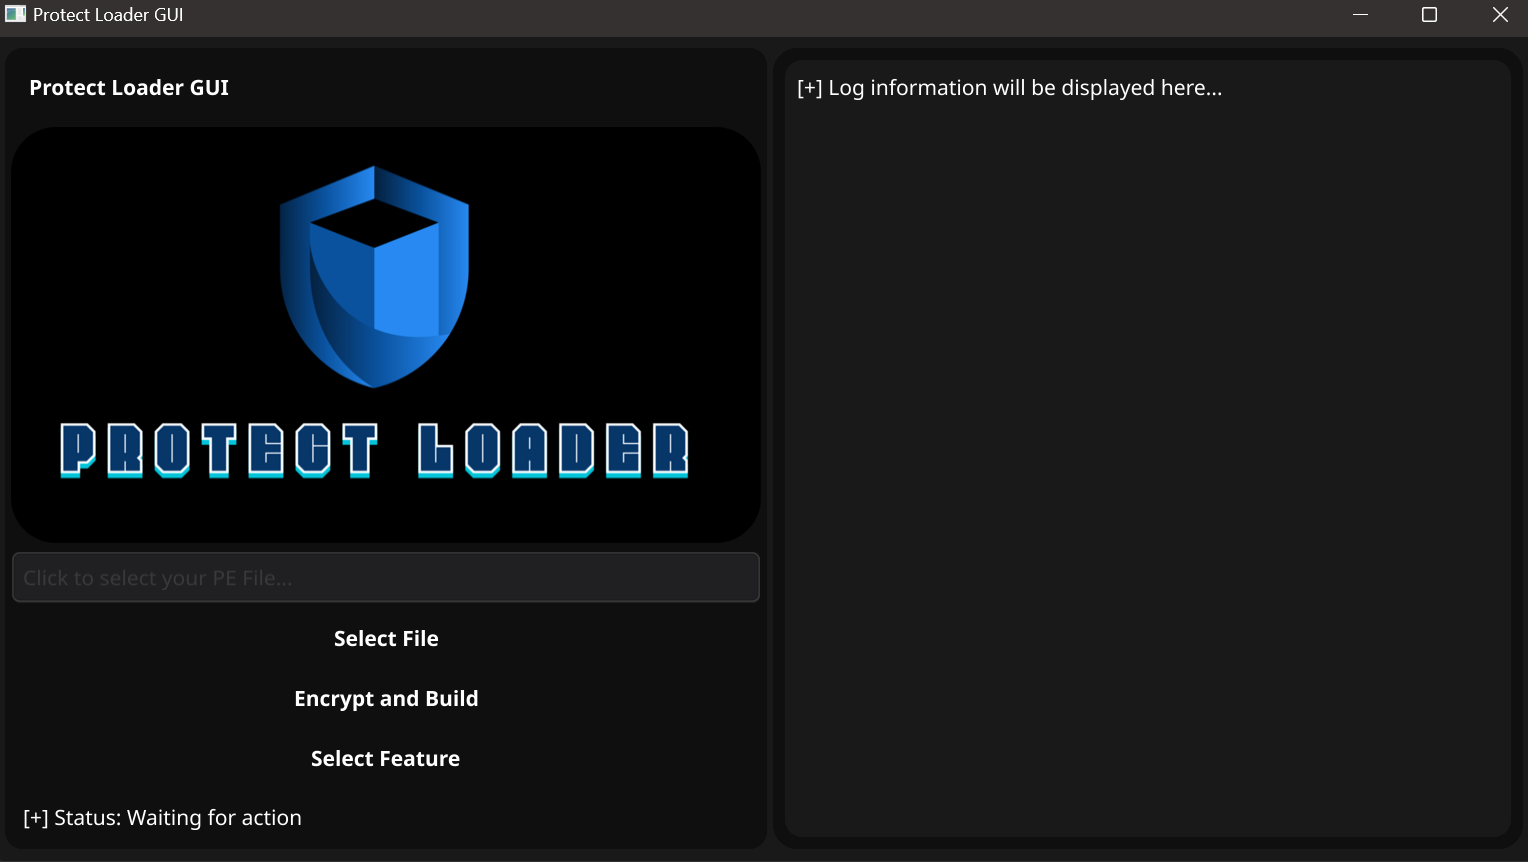 Protect Loader GUI
Protect Loader GUI
PROTECT LOADER
Click to select your PE File...
Select File
Encrypt and Build
Select Feature
[+] Status: Waiting for action
[+] Log information will be displayed here...